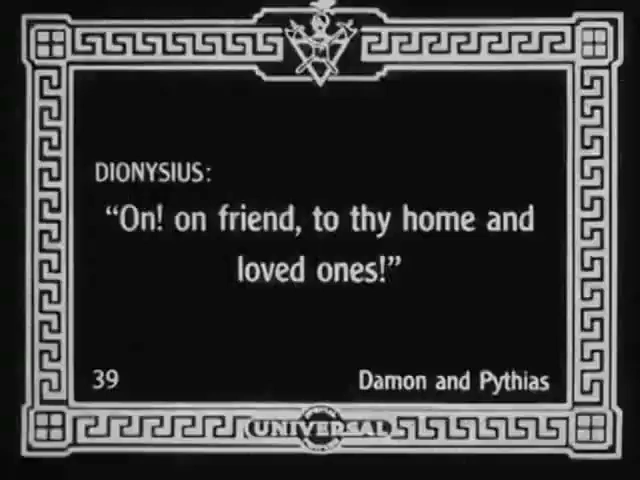 DIONYSIUS:
“On! on friend, to thy home and
loved ones!”
39
Damon and Pythias
UNIVERSAL